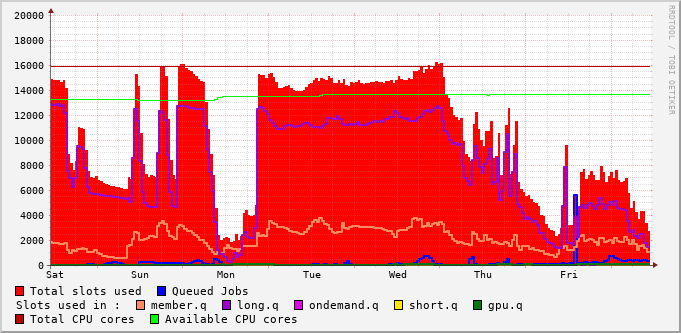 20000
18000
16000
14000
12000
10000
8000
6000
4000
2000
0
Sat Sun Mon Tue Wed Thu Fri
RRDTOOL / TOBI OETIKER
Total slots used Queued Jobs
Slots used in : member.q long.q ondemand.q short.q gpu.q
Total CPU cores Available CPU cores